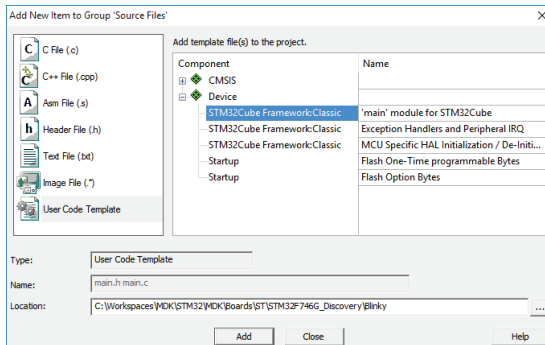 Add New Item to Group 'Source Files'
C File (.c)
C++ File (.cpp)
Asm File (.s)
Header File (.h)
Text File (.txt)
Image File (.*)
User Code Template
Add template file(s) to the project.
Component Name
CMSIS
Device
STM32Cube Framework:Classic 'main' module for STM32Cube
STM32Cube Framework:Classic Exception Handlers and Peripheral IRQ
STM32Cube Framework:Classic MCU Specific HAL Initialization / De-Initi...
Startup Flash One-Time programmable Bytes
Startup Flash Option Bytes
Type: User Code Template
Name: main.h main.c
Location: C:\Workspaces\MDK\STM32\MDK\Boards\ST\STM32F746G_Discovery\Blinky ...
Add Close Help